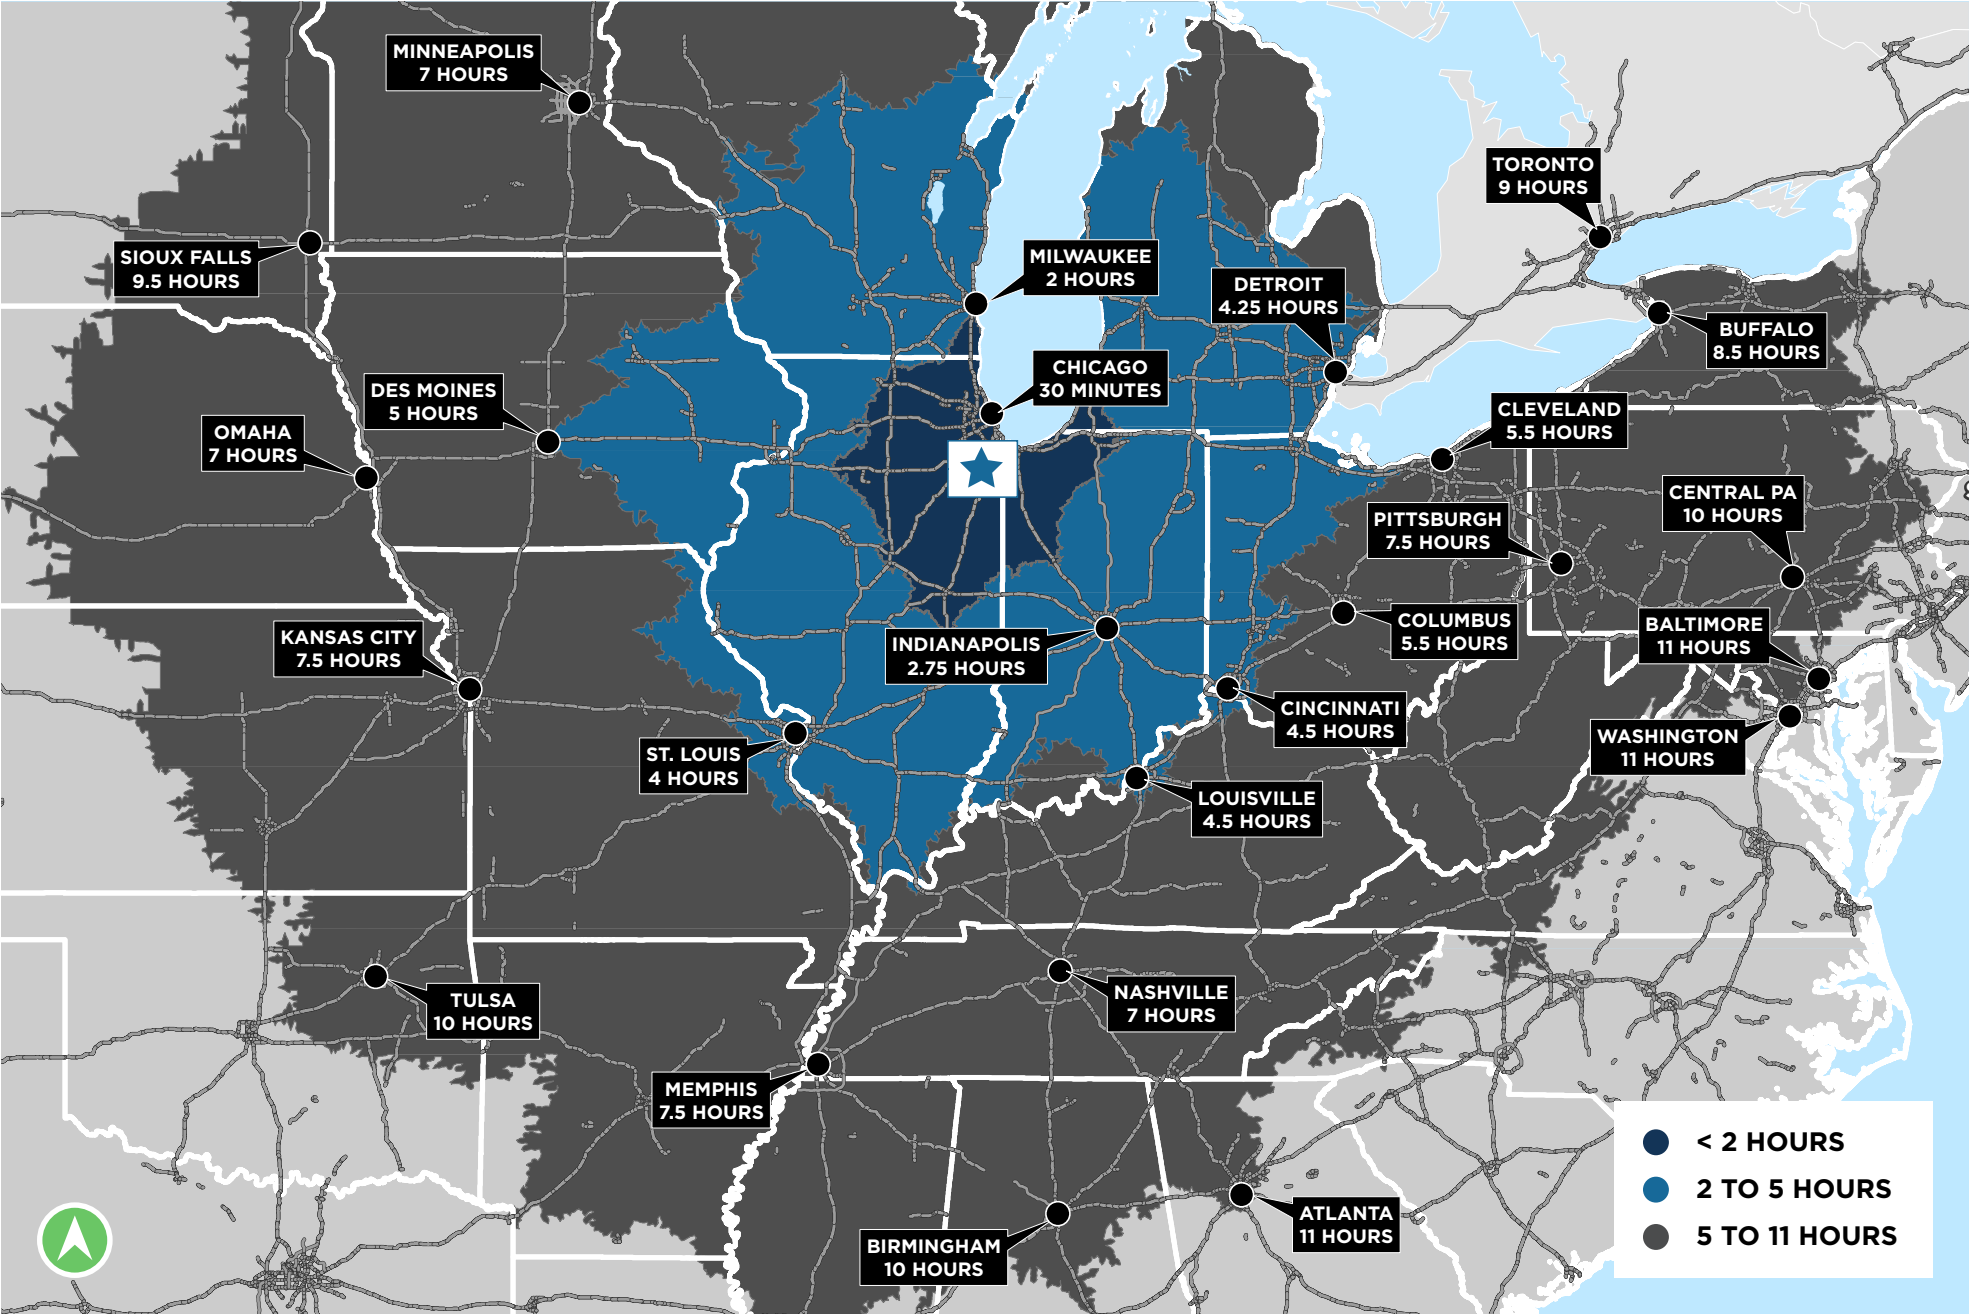 MINNEAPOLIS
7 HOURS
TORONTO
9 HOURS
SIOUX FALLS
9.5 HOURS
MILWAUKEE
2 HOURS
DETROIT
4.25 HOURS
BUFFALO
8.5 HOURS
CHICAGO
30 MINUTES
DES MOINES
5 HOURS
CLEVELAND
5.5 HOURS
OMAHA
7 HOURS
CENTRAL PA
10 HOURS
PITTSBURGH
7.5 HOURS
COLUMBUS
5.5 HOURS
BALTIMORE
11 HOURS
KANSAS CITY
7.5 HOURS
INDIANAPOLIS
2.75 HOURS
CINCINNATI
4.5 HOURS
WASHINGTON
11 HOURS
ST. LOUIS
4 HOURS
LOUISVILLE
4.5 HOURS
TULSA
10 HOURS
NASHVILLE
7 HOURS
MEMPHIS
7.5 HOURS
ATLANTA
11 HOURS
BIRMINGHAM
10 HOURS
< 2 HOURS
2 TO 5 HOURS
5 TO 11 HOURS